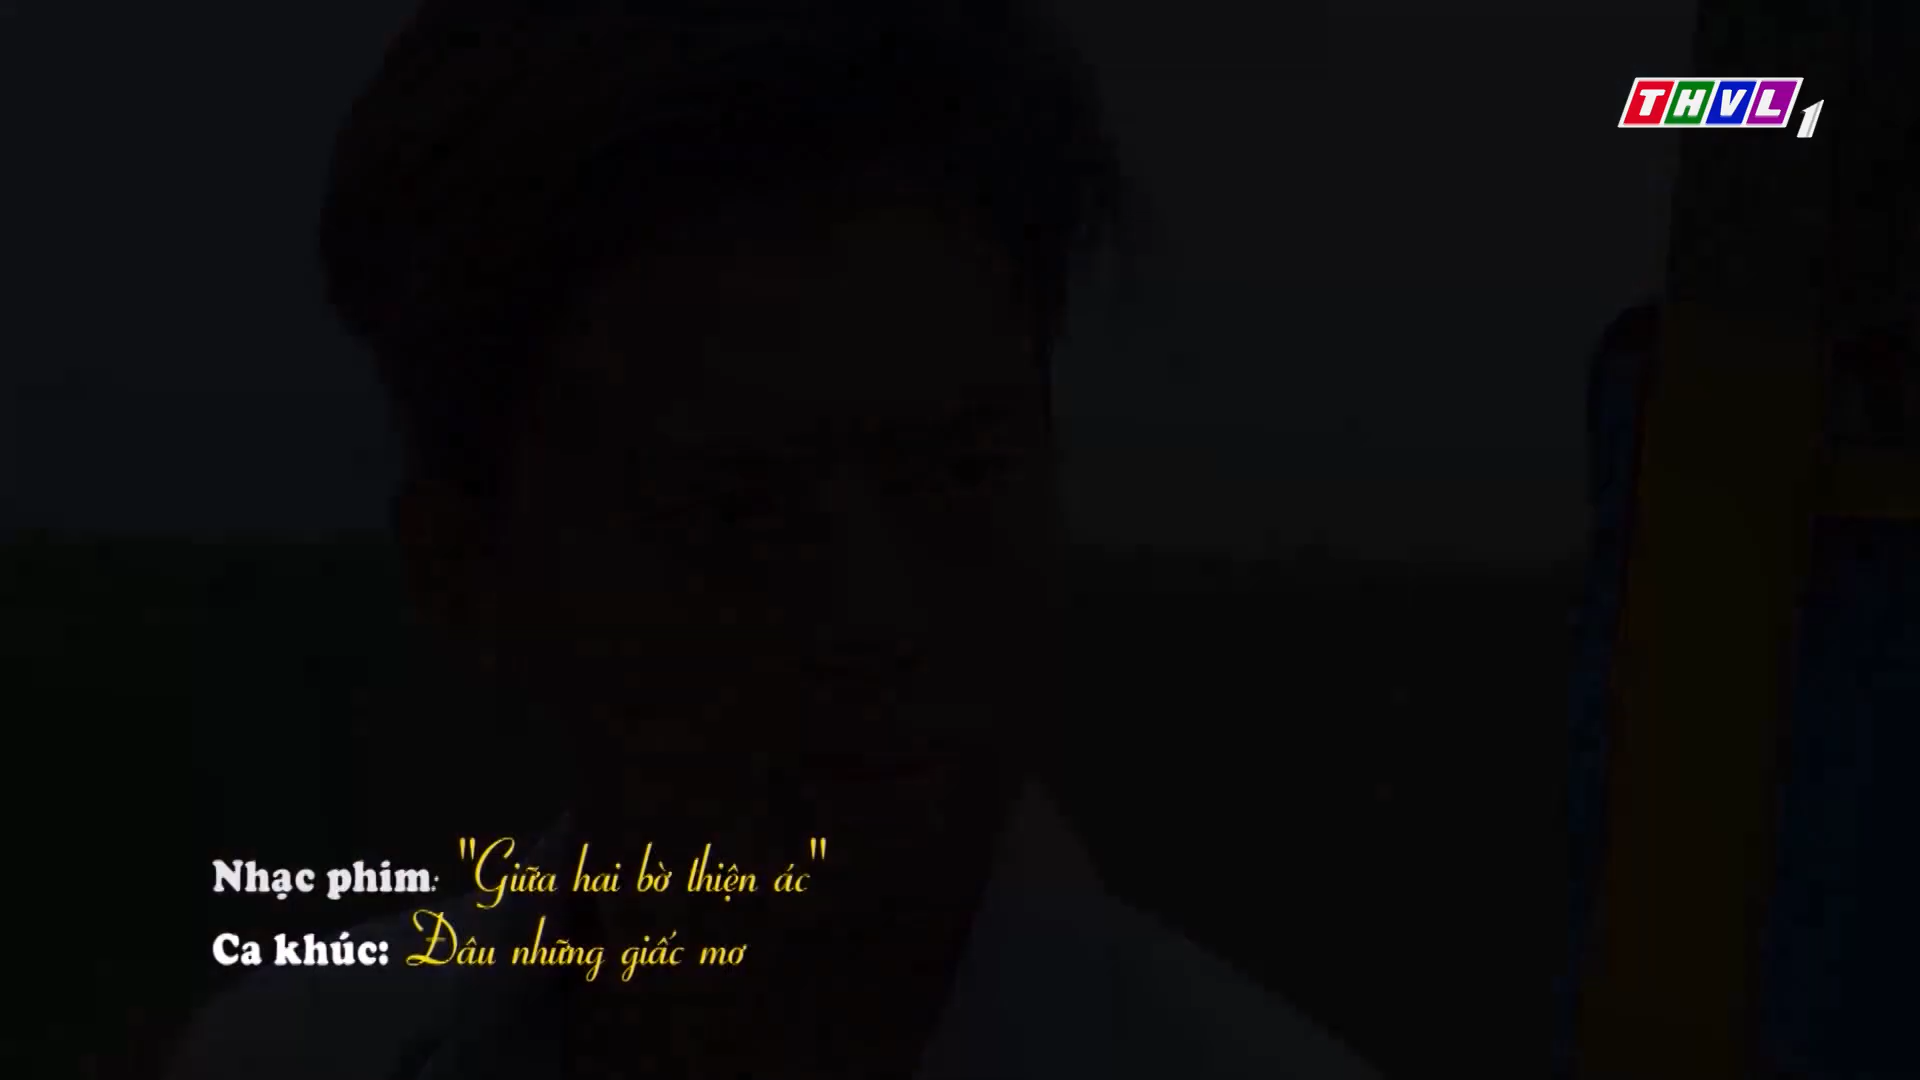 THVL1
Nhạc phim: "Giữa hai bờ thiện ác"
Ca khúc: Đâu những giấc mơ